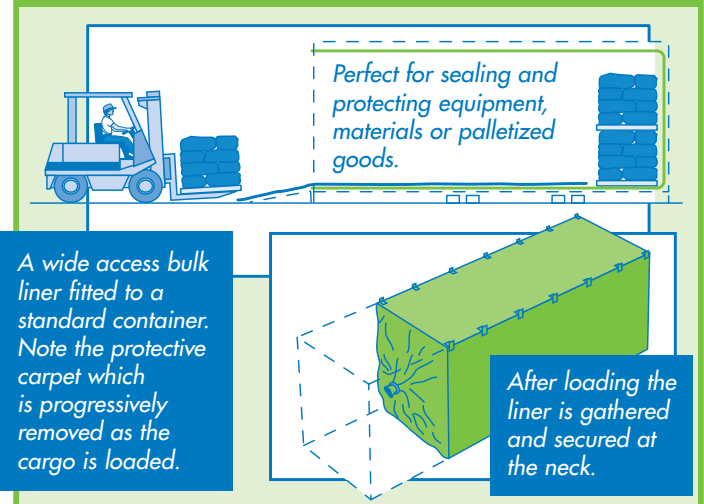 Perfect for sealing and
protecting equipment,
materials or palletized
goods.
A wide access bulk
liner fitted to a
standard container.
Note the protective
carpet which
is progressively
removed as the
cargo is loaded.
After loading the
liner is gathered
and secured at
the neck.